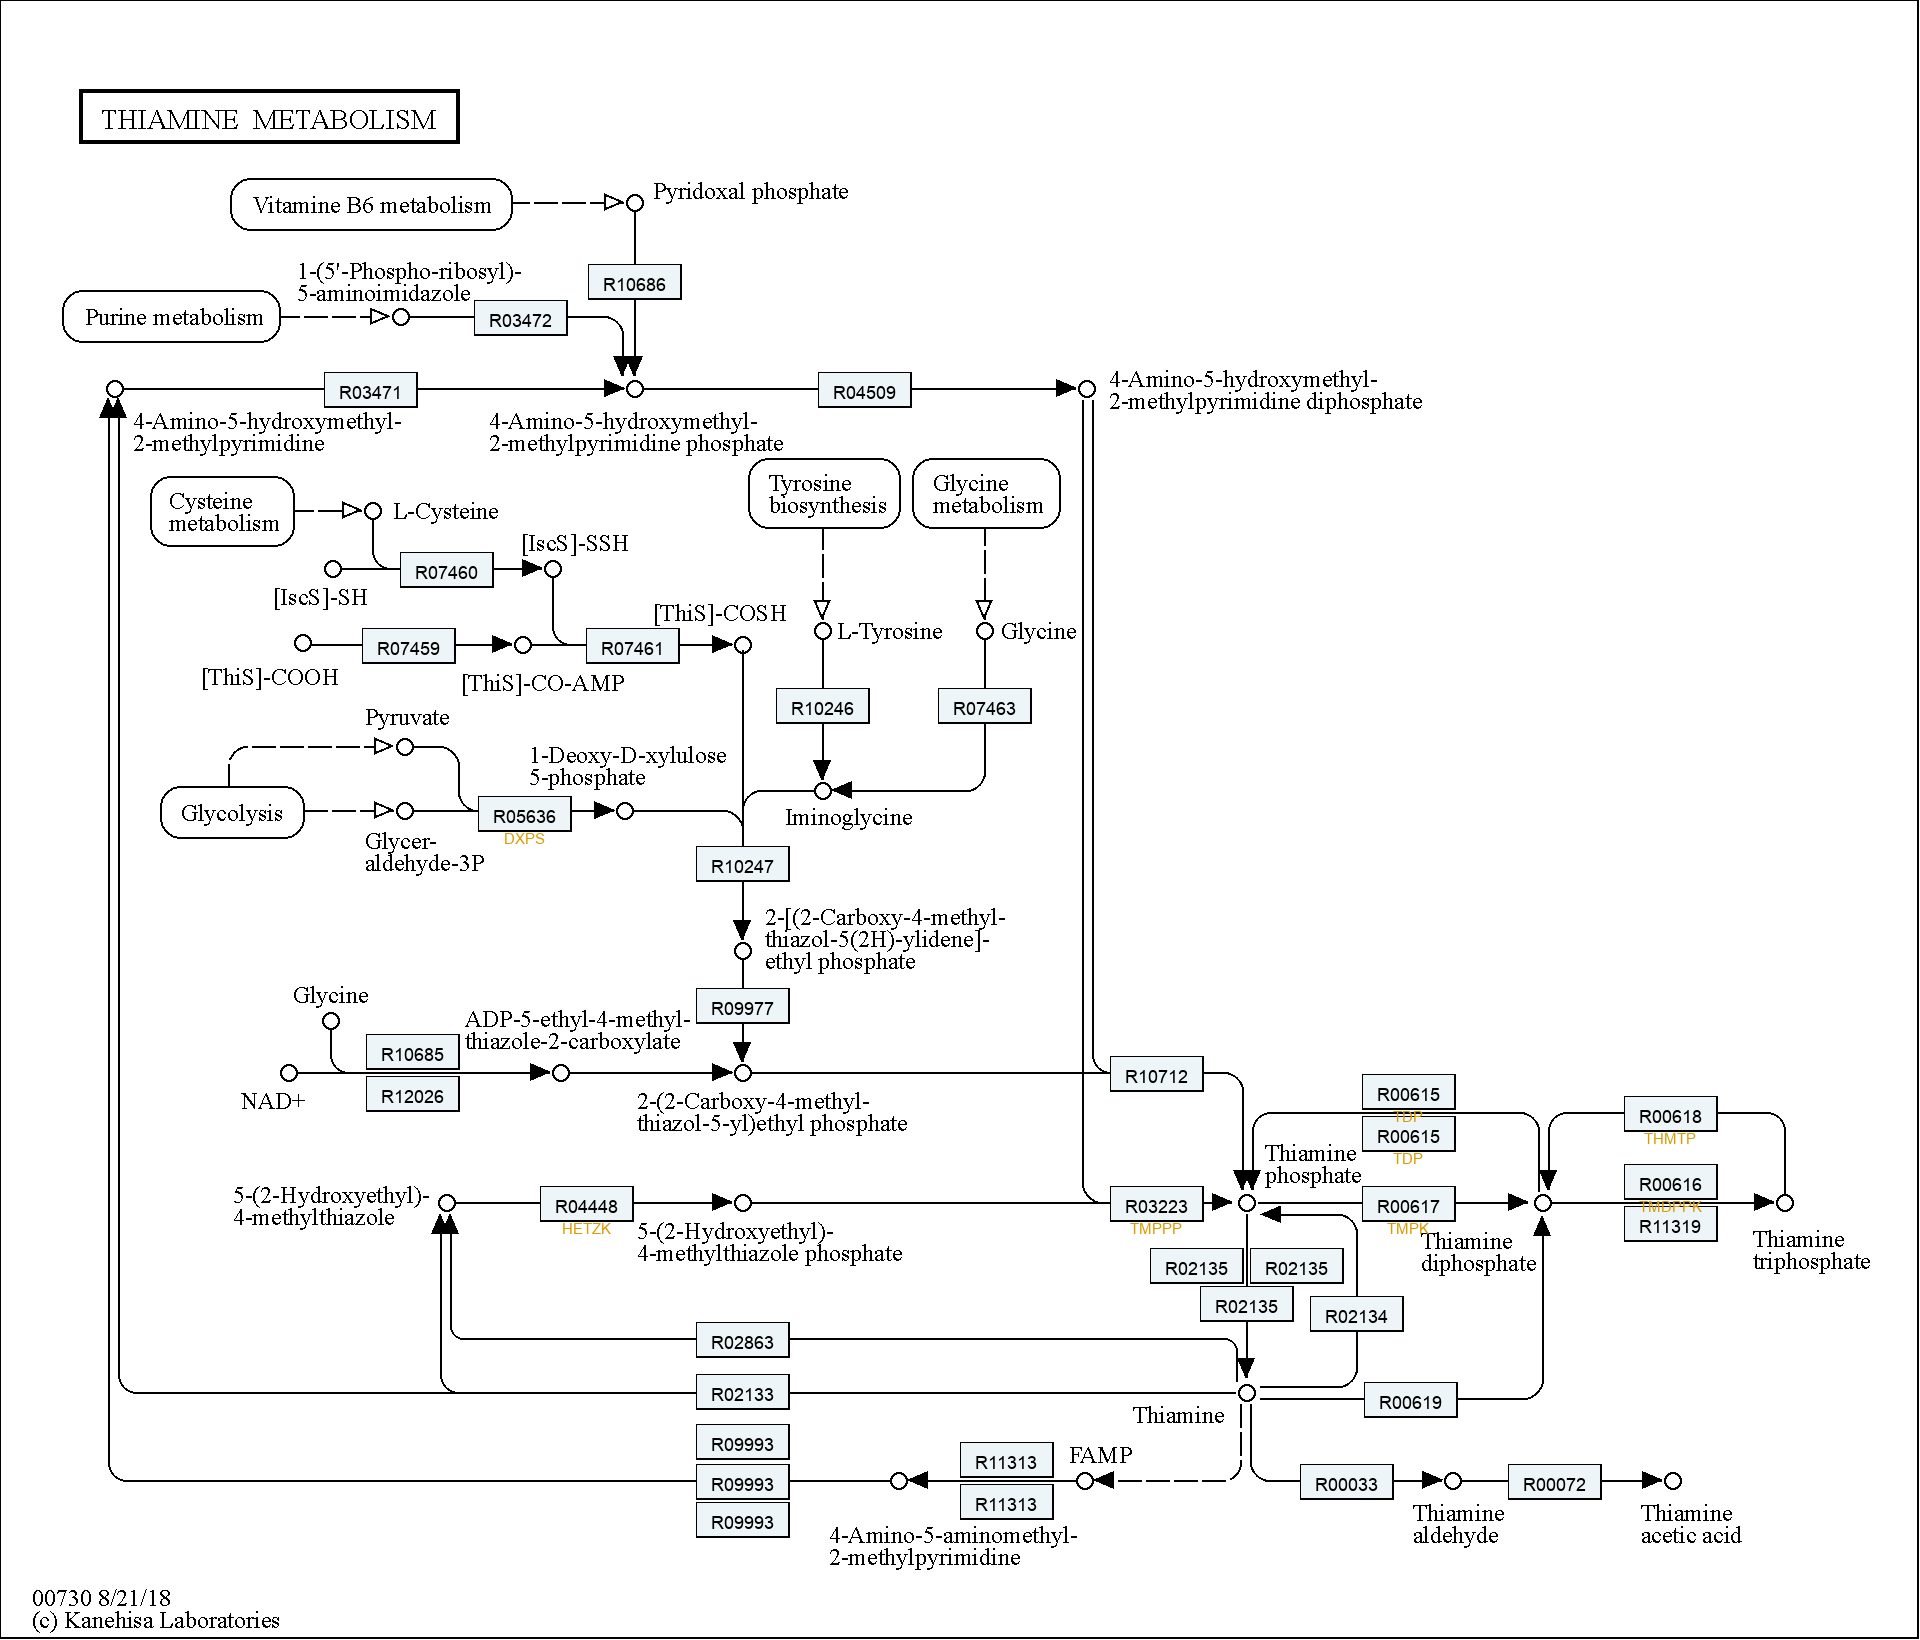 THIAMINE METABOLISM
Vitamine B6 metabolism
Pyridoxal phosphate
1-(5'-Phospho-ribosyl)-
5-aminoimidazole
R10686
Purine metabolism
R03472
R03471
R04509
4-Amino-5-hydroxymethyl-
2-methylpyrimidine diphosphate
4-Amino-5-hydroxymethyl-
2-methylpyrimidine
4-Amino-5-hydroxymethyl-
2-methylpyrimidine phosphate
Cysteine
metabolism
L-Cysteine
Tyrosine
biosynthesis
Glycine
metabolism
[IscS]-SSH
R07460
[IscS]-SH
[ThiS]-COSH
L-Tyrosine
Glycine
R07459
R07461
[ThiS]-COOH
[ThiS]-CO-AMP
R10246
R07463
Pyruvate
1-Deoxy-D-xylulose
5-phosphate
Glycolysis
R05636
DXPS
Iminoglycine
Glycer-
aldehyde-3P
R10247
2-[(2-Carboxy-4-methyl-
thiazol-5(2H)-ylidene]-
ethyl phosphate
Glycine
R09977
ADP-5-ethyl-4-methyl-
thiazole-2-carboxylate
R10685
R12026
NAD+
R10712
2-(2-Carboxy-4-methyl-
thiazol-5-yl)ethyl phosphate
R00615
TDP
R00615
TDP
R00618
THMTP
Thiamine
phosphate
5-(2-Hydroxyethyl)-
4-methylthiazole
R04448
HETZK
5-(2-Hydroxyethyl)-
4-methylthiazole phosphate
R03223
TMPPP
R00617
TMPK
R00616
TMDPPK
R11319
Thiamine
diphosphate
Thiamine
triphosphate
R02135
R02135
R02135
R02134
R02863
R02133
Thiamine
R00619
R09993
R09993
R09993
R11313
R11313
FAMP
R00033
R00072
4-Amino-5-aminomethyl-
2-methylpyrimidine
Thiamine
aldehyde
Thiamine
acetic acid
00730 8/21/18
(c) Kanehisa Laboratories